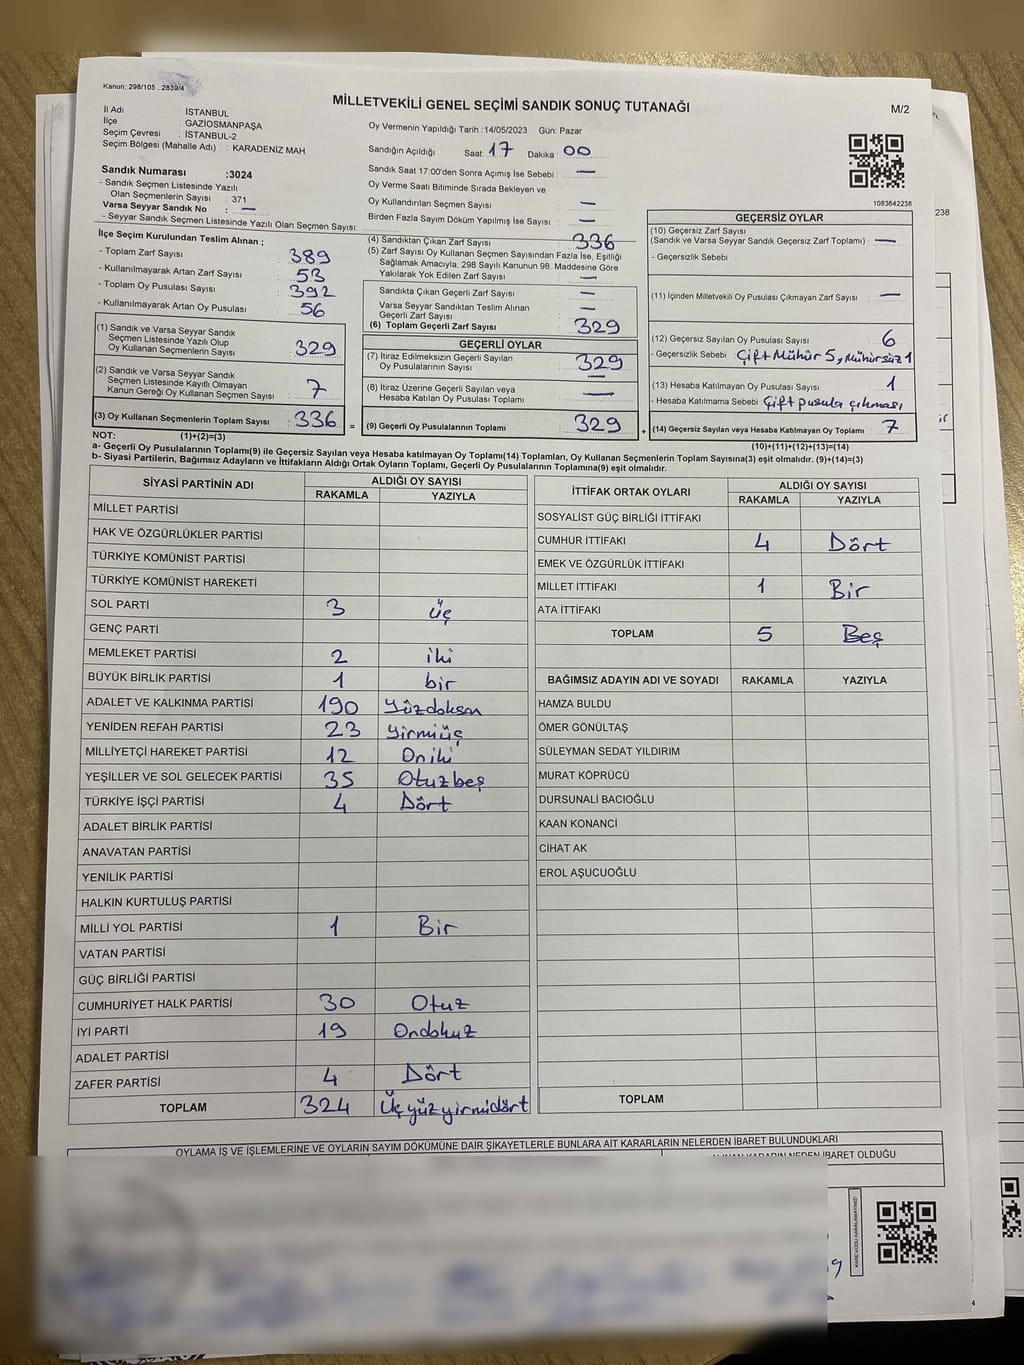 Kanun: 298/105 , 2839/4
MİLLETVEKİLİ GENEL SEÇİMİ SANDIK SONUÇ TUTANAĞI
M/2
İl Adı : İSTANBUL
İlçe : GAZİOSMANPAŞA
Seçim Çevresi : İSTANBUL-2
Seçim Bölgesi (Mahalle Adı) : KARADENİZ MAH.
Oy Vermenin Yapıldığı Tarih :14/05/2023 Gün: Pazar
Sandığın Açıldığı Saat: 17 Dakika : 00
Sandık Saat 17:00'den Sonra Açımış İse Sebebi : —
Oy Verme Saati Bitiminde Sırada Bekleyen ve
Oy Kullandırılan Seçmen Sayısı : —
Birden Fazla Sayım Döküm Yapılmış İse Sayısı : —
1083642238
238
Sandık Numarası :3024
- Sandık Seçmen Listesinde Yazılı
Olan Seçmenlerin Sayısı : 371
Varsa Seyyar Sandık No : —
- Seyyar Sandık Seçmen Listesinde Yazılı Olan Seçmen Sayısı:
İlçe Seçim Kurulundan Teslim Alınan ;
- Toplam Zarf Sayısı : 389
- Kullanılmayarak Artan Zarf Sayısı : 53
- Toplam Oy Pusulası Sayısı : 392
- Kullanılmayarak Artan Oy Pusulası : 56
(1) Sandık ve Varsa Seyyar Sandık
Seçmen Listesinde Yazılı Olup
Oy Kullanan Seçmenlerin Sayısı : 329
(2) Sandık ve Varsa Seyyar Sandık
Seçmen Listesinde Kayıtlı Olmayan
Kanun Gereği Oy Kullanan Seçmen Sayısı : 7
(3) Oy Kullanan Seçmenlerin Toplam Sayısı : 336 =
(4) Sandıktan Çıkan Zarf Sayısı : 336
(5) Zarf Sayısı Oy Kullanan Seçmen Sayısından Fazla İse, Eşitliği
Sağlamak Amacıyla; 298 Sayılı Kanunun 98. Maddesine Göre
Yakılarak Yok Edilen Zarf Sayısı : —
Sandıkta Çıkan Geçerli Zarf Sayısı : —
Varsa Seyyar Sandıktan Teslim Alınan
Geçerli Zarf Sayısı : —
(6) Toplam Geçerli Zarf Sayısı : 329
GEÇERLİ OYLAR
(7) İtiraz Edilmeksizin Geçerli Sayılan
Oy Pusulalarının Sayısı : 329
(8) İtiraz Üzerine Geçerli Sayılan veya
Hesaba Katılan Oy Pusulası Toplamı : —
(9) Geçerli Oy Pusulalarının Toplamı : 329 +
GEÇERSİZ OYLAR
(10) Geçersiz Zarf Sayısı
(Sandık ve Varsa Seyyar Sandık Geçersiz Zarf Toplamı) : —
- Geçersizlik Sebebi :
(11) İçinden Milletvekili Oy Pusulası Çıkmayan Zarf Sayısı : —
(12) Geçersiz Sayılan Oy Pusulası Sayısı : 6
- Geçersizlik Sebebi : Çift Mühür 5, Mühürsüz 1
(13) Hesaba Katılmayan Oy Pusulası Sayısı : 1
- Hesaba Katılmama Sebebi Çift pusula çıkması
(14) Geçersiz Sayılan veya Hesaba Katılmayan Oy Toplamı : 7
NOT: (1)+(2)=(3)
(10)+(11)+(12)+(13)=(14)
a- Geçerli Oy Pusulalarının Toplamı(9) ile Geçersiz Sayılan veya Hesaba katılmayan Oy Toplamı(14) Toplamları, Oy Kullanan Seçmenlerin Toplam Sayısına(3) eşit olmalıdır. (9)+(14)=(3)
b- Siyasi Partilerin, Bağımsız Adayların ve İttifakların Aldığı Ortak Oyların Toplamı, Geçerli Oy Pusulalarının Toplamına(9) eşit olmalıdır.
SİYASİ PARTİNİN ADI
ALDIĞI OY SAYISI
RAKAMLA YAZIYLA
MİLLET PARTİSİ
HAK VE ÖZGÜRLÜKLER PARTİSİ
TÜRKİYE KOMÜNİST PARTİSİ
TÜRKİYE KOMÜNİST HAREKETİ
SOL PARTİ 3 üç
GENÇ PARTİ
MEMLEKET PARTİSİ 2 iki
BÜYÜK BİRLİK PARTİSİ 1 bir
ADALET VE KALKINMA PARTİSİ 190 Yüzdoksan
YENİDEN REFAH PARTİSİ 23 yirmiüç
MİLLİYETÇİ HAREKET PARTİSİ 12 Oniki
YEŞİLLER VE SOL GELECEK PARTİSİ 35 Otuzbeş
TÜRKİYE İŞÇİ PARTİSİ 4 Dört
ADALET BİRLİK PARTİSİ
ANAVATAN PARTİSİ
YENİLİK PARTİSİ
HALKIN KURTULUŞ PARTİSİ
MİLLİ YOL PARTİSİ 1 Bir
VATAN PARTİSİ
GÜÇ BİRLİĞİ PARTİSİ
CUMHURİYET HALK PARTİSİ 30 Otuz
İYİ PARTİ 19 Ondokuz
ADALET PARTİSİ
ZAFER PARTİSİ 4 Dört
TOPLAM 324 Üçyüzyirmidört
İTTİFAK ORTAK OYLARI
ALDIĞI OY SAYISI
RAKAMLA YAZIYLA
SOSYALİST GÜÇ BİRLİĞİ İTTİFAKI
CUMHUR İTTİFAKI 4 Dört
EMEK VE ÖZGÜRLÜK İTTİFAKI
MİLLET İTTİFAKI 1 Bir
ATA İTTİFAKI
TOPLAM 5 Beş
BAĞIMSIZ ADAYIN ADI VE SOYADI RAKAMLA YAZIYLA
HAMZA BULDU
ÖMER GÖNÜLTAŞ
SÜLEYMAN SEDAT YILDIRIM
MURAT KÖPRÜCÜ
DURSUNALİ BACIOĞLU
KAAN KONANCİ
CİHAT AK
EROL AŞUCUOĞLU
TOPLAM
OYLAMA İŞ VE İŞLEMLERİNE VE OYLARIN SAYIM DÖKÜMÜNE DAİR ŞİKAYETLERLE BUNLARA AİT KARARLARIN NELERDEN İBARET BULUNDUKLARI
NEDEN İBARET OLDUĞU